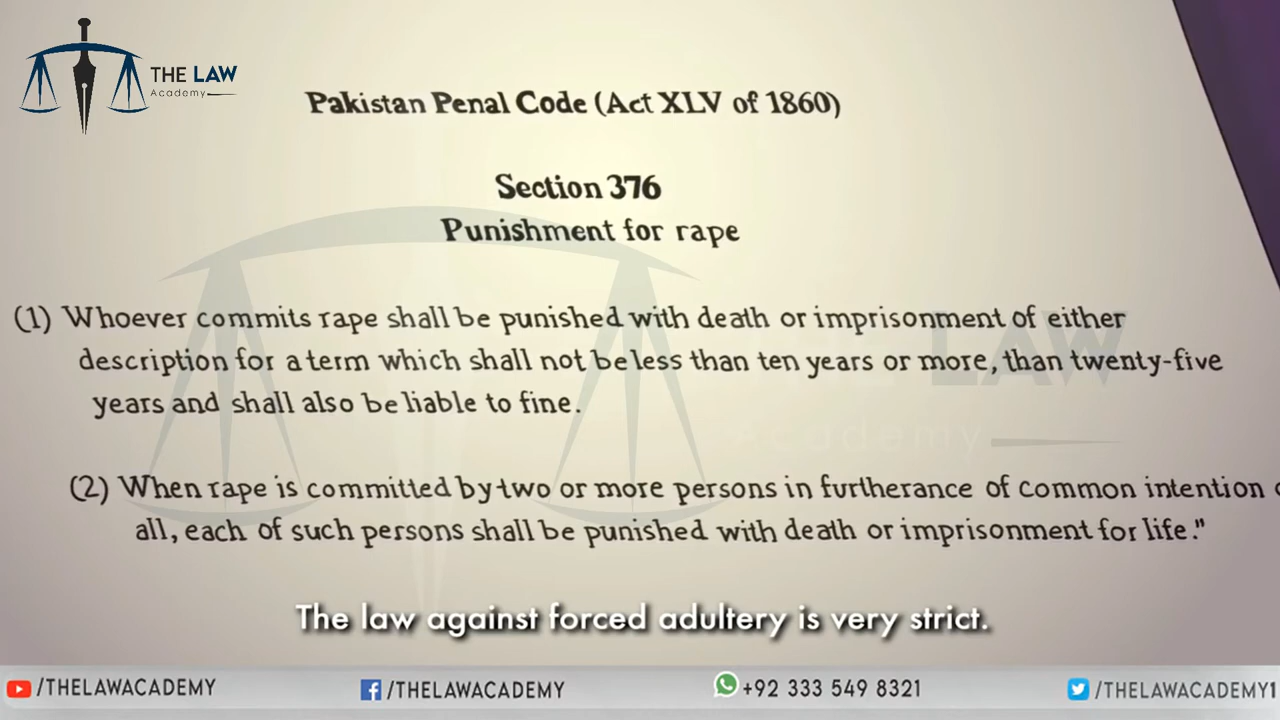 THE LAW
Academy
Pakistan Penal Code (Act XLV of 1860)
Section 376
Punishment for rape
(1) Whoever commits rape shall be punished with death or imprisonment of either
description for a term which shall not be less than ten years or more, than twenty-five
years and shall also be liable to fine.
(2) When rape is committed by two or more persons in furtherance of common intention
all, each of such persons shall be punished with death or imprisonment for life."
LAW
Academy
The law against forced adultery is very strict.
/THELAWACADEMY
/THELAWACADEMY
+92 333 549 8321
/THELAWACADEMY1